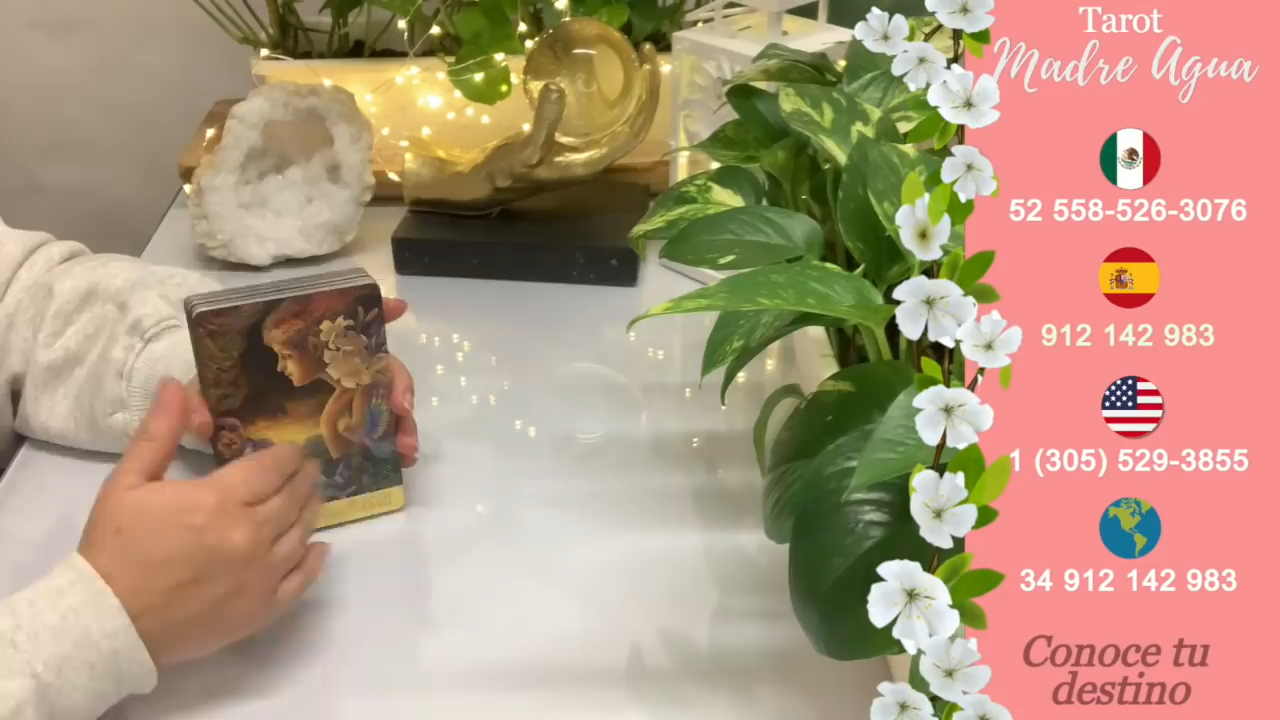 Tarot
Madre Agua
52 558-526-3076
912 142 983
1 (305) 529-3855
34 912 142 983
Conoce tu
destino